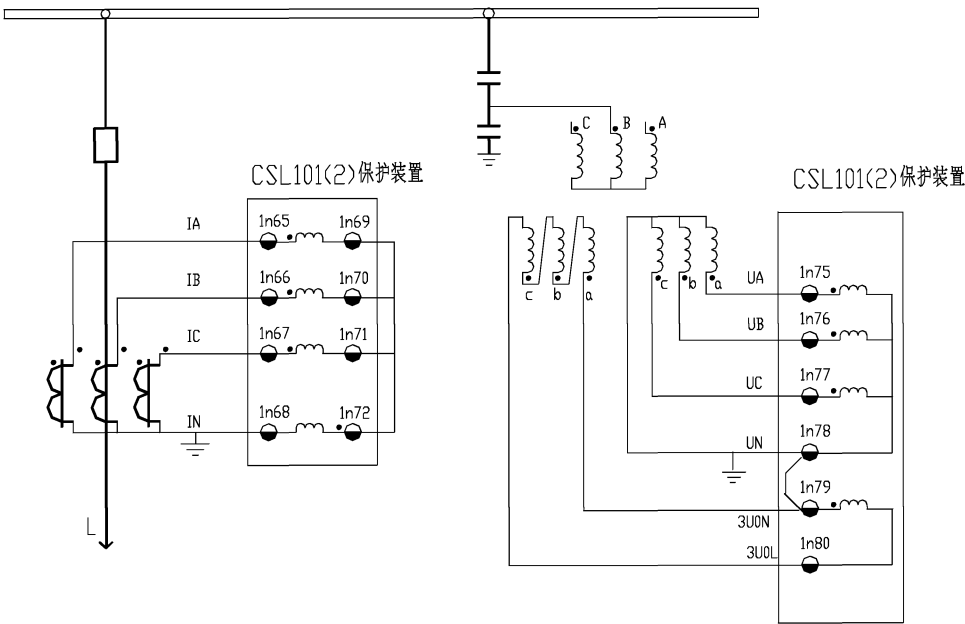 C B A
CSL101(2)保护装置
CSL101(2)保护装置
IA 1n65 1n69
IB 1n66 1n70
IC 1n67 1n71
IN 1n68 1n72
L
c b a
c b a
UA 1n75
UB 1n76
UC 1n77
UN 1n78
1n79
3U0N
3U0L 1n80